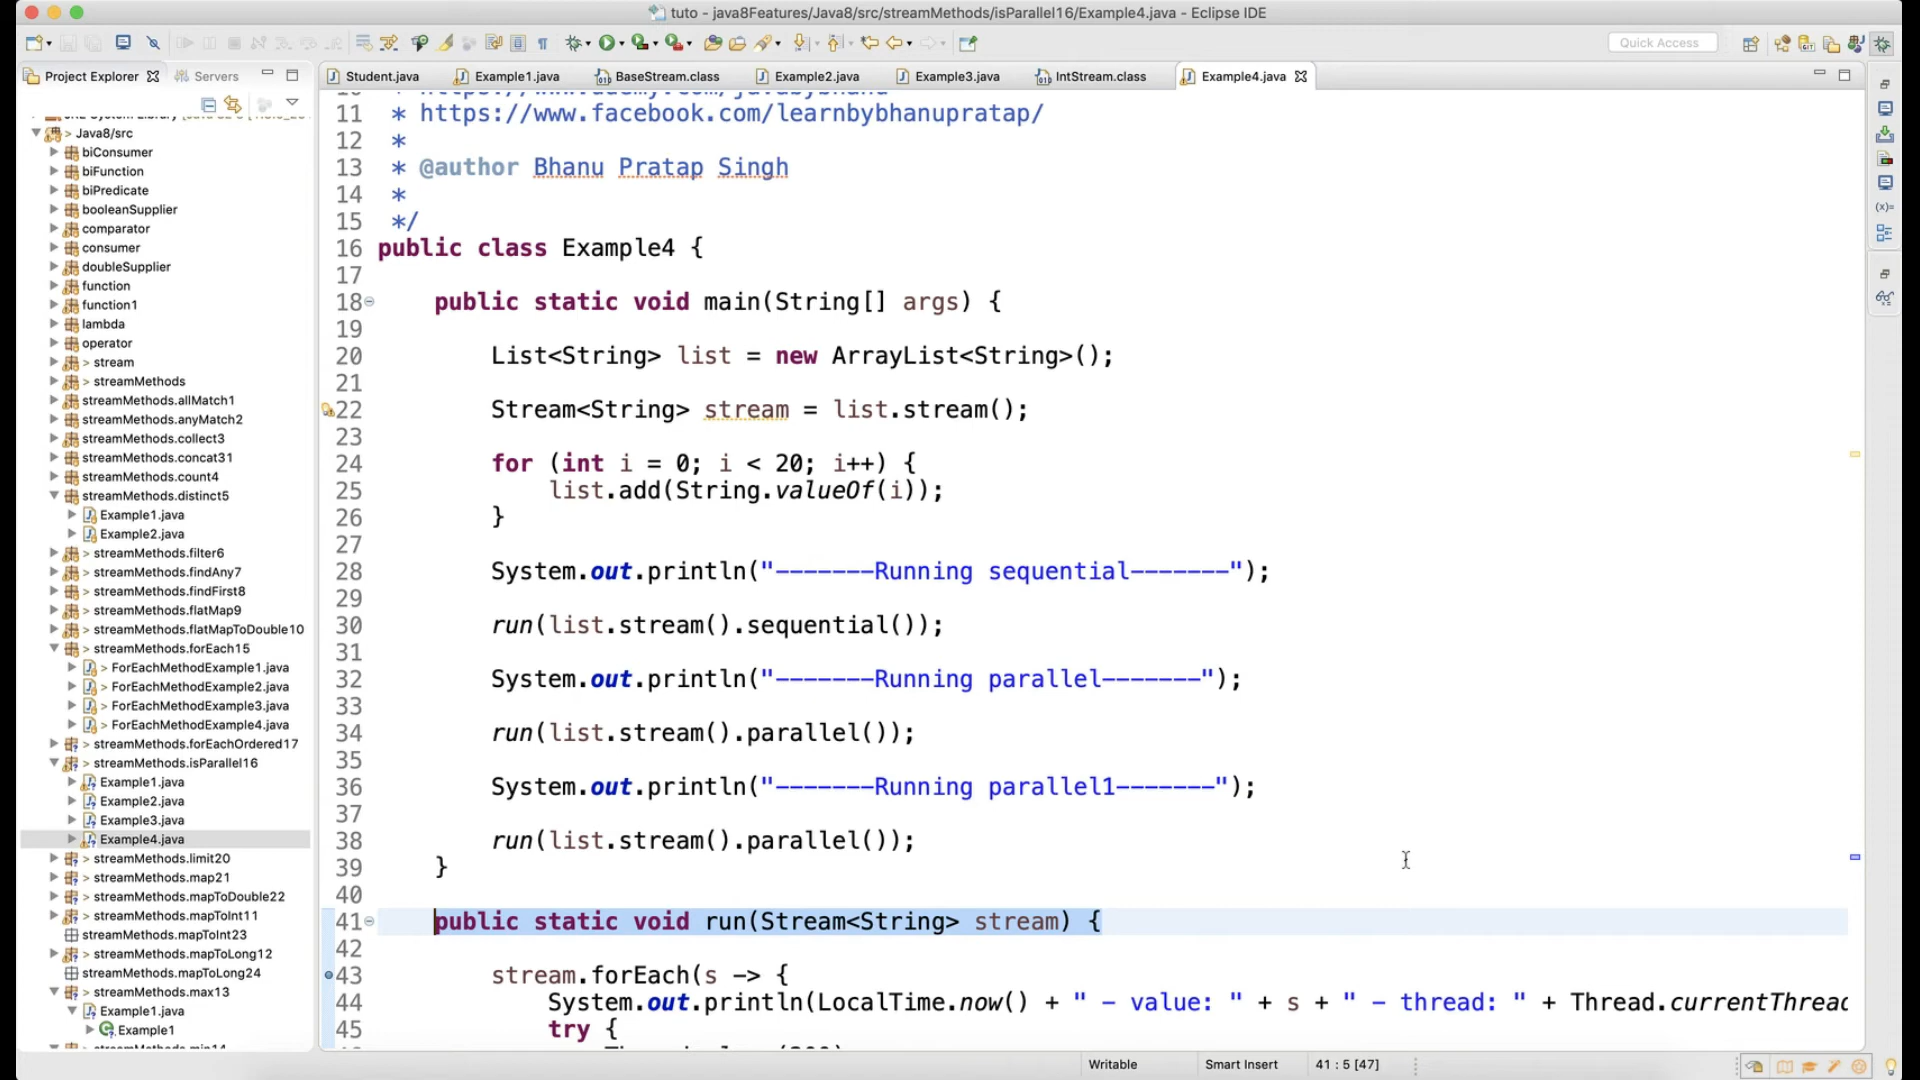 tuto - java8Features/Java8/src/streamMethods/isParallel16/Example4.java - Eclipse IDE
Quick Access
Project Explorer
Servers
Student.java
Example1.java
BaseStream.class
Example2.java
Example3.java
IntStream.class
Example4.java
> Java8/src
biConsumer
biFunction
biPredicate
booleanSupplier
comparator
consumer
doubleSupplier
function
function1
lambda
operator
> stream
> streamMethods
streamMethods.allMatch1
streamMethods.anyMatch2
streamMethods.collect3
streamMethods.concat31
streamMethods.count4
streamMethods.distinct5
Example1.java
Example2.java
> streamMethods.filter6
> streamMethods.findAny7
> streamMethods.findFirst8
> streamMethods.flatMap9
> streamMethods.flatMapToDouble10
> streamMethods.forEach15
> ForEachMethodExample1.java
> ForEachMethodExample2.java
> ForEachMethodExample3.java
> ForEachMethodExample4.java
> streamMethods.forEachOrdered17
> streamMethods.isParallel16
Example1.java
Example2.java
Example3.java
Example4.java
> streamMethods.limit20
> streamMethods.map21
> streamMethods.mapToDouble22
> streamMethods.mapToInt11
streamMethods.mapToInt23
> streamMethods.mapToLong12
streamMethods.mapToLong24
> streamMethods.max13
Example1.java
Example1
11 * https://www.facebook.com/learnbybhanupratap/
12 *
13 * @author Bhanu Pratap Singh
14 *
15 */
16 public class Example4 {
17
18 public static void main(String[] args) {
19
20 List<String> list = new ArrayList<String>();
21
22 Stream<String> stream = list.stream();
23
24 for (int i = 0; i < 20; i++) {
25 list.add(String.valueOf(i));
26 }
27
28 System.out.println("-------Running sequential-------");
29
30 run(list.stream().sequential());
31
32 System.out.println("-------Running parallel-------");
33
34 run(list.stream().parallel());
35
36 System.out.println("-------Running parallel1-------");
37
38 run(list.stream().parallel());
39 }
40
41 public static void run(Stream<String> stream) {
42
43 stream.forEach(s -> {
44 System.out.println(LocalTime.now() + " - value: " + s + " - thread: " + Thread.currentThread
45 try {
Writable
Smart Insert
41 : 5 [47]